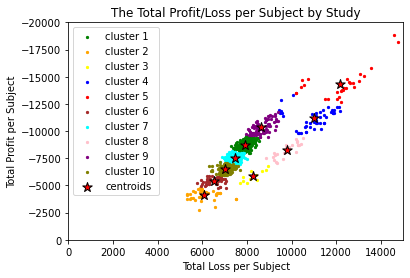 The Total Profit/Loss per Subject by Study
Total Profit per Subject
−20000
−17500
−15000
−12500
−10000
−7500
−5000
−2500
0
cluster 1
cluster 2
cluster 3
cluster 4
cluster 5
cluster 6
cluster 7
cluster 8
cluster 9
cluster 10
centroids
0 2000 4000 6000 8000 10000 12000 14000
Total Loss per Subject